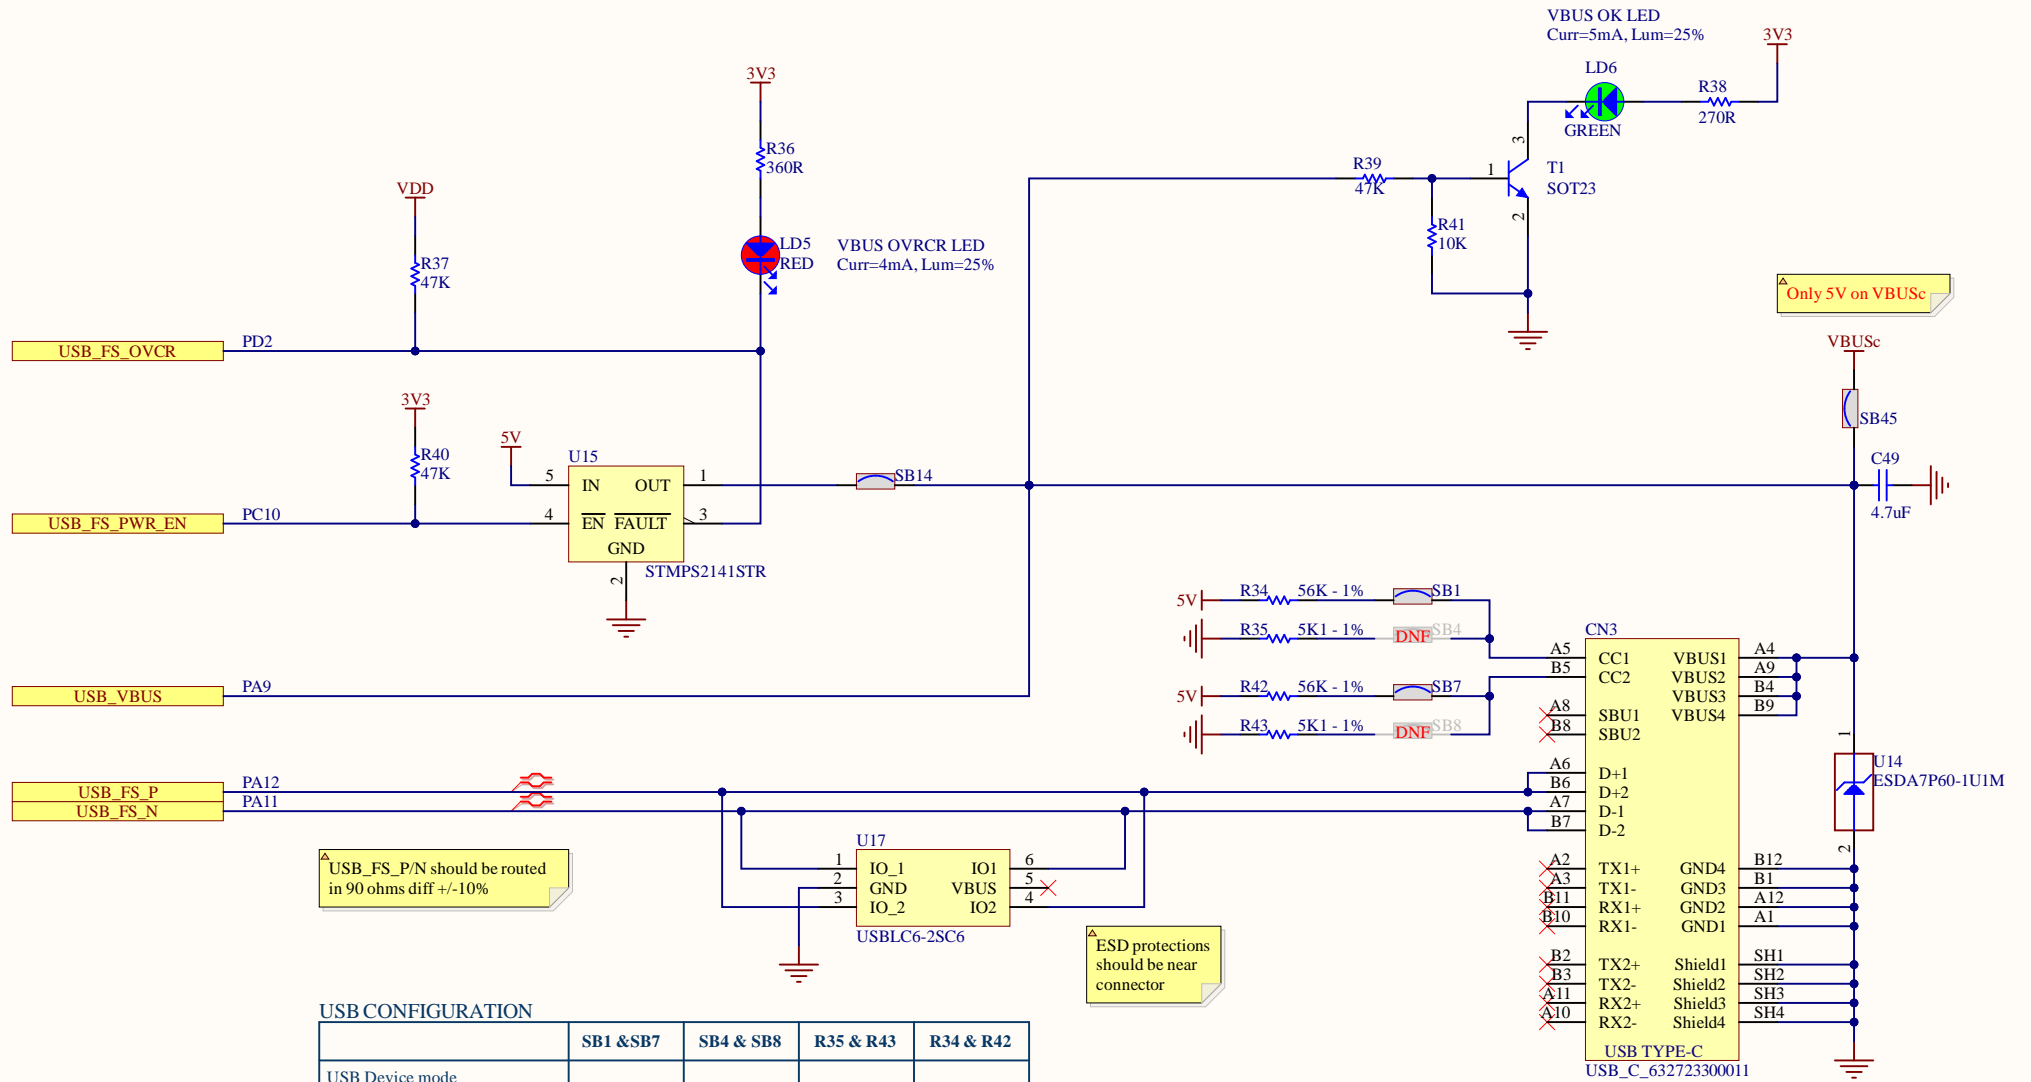 VBUS OK LED
Curr=5mA, Lum=25%
3V3
LD6
GREEN
R38
270R
3V3
R36
360R
LD5
RED
VBUS OVRCR LED
Curr=4mA, Lum=25%
R39
47K
1
3
2
T1
SOT23
R41
10K
VDD
R37
47K
USB_FS_OVCR
PD2
Only 5V on VBUSc
VBUSc
SB45
C49
4.7uF
3V3
R40
47K
USB_FS_PWR_EN
PC10
5V
U15
5
IN
OUT
1
4
EN
FAULT
3
GND
2
STMPS2141STR
SB14
5V
R34
56K - 1%
SB1
R35
5K1 - 1%
DNF
SB4
5V
R42
56K - 1%
SB7
R43
5K1 - 1%
DNF
SB8
USB_VBUS
PA9
USB_FS_P
PA12
USB_FS_N
PA11
USB_FS_P/N should be routed
in 90 ohms diff +/-10%
U17
1
IO_1
IO1
6
2
GND
VBUS
5
3
IO_2
IO2
4
USBLC6-2SC6
ESD protections
should be near
connector
CN3
A5
CC1
VBUS1
A4
B5
CC2
VBUS2
A9
VBUS3
B4
A8
SBU1
VBUS4
B9
B8
SBU2
A6
D+1
B6
D+2
A7
D-1
B7
D-2
A2
TX1+
GND4
B12
A3
TX1-
GND3
B1
B11
RX1+
GND2
A12
B10
RX1-
GND1
A1
B2
TX2+
Shield1
SH1
B3
TX2-
Shield2
SH2
A11
RX2+
Shield3
SH3
A10
RX2-
Shield4
SH4
USB TYPE-C
USB_C_632723300011
1
U14
ESDA7P60-1U1M
2
USB CONFIGURATION
SB1 &SB7
SB4 & SB8
R35 & R43
R34 & R42
USB Device mode